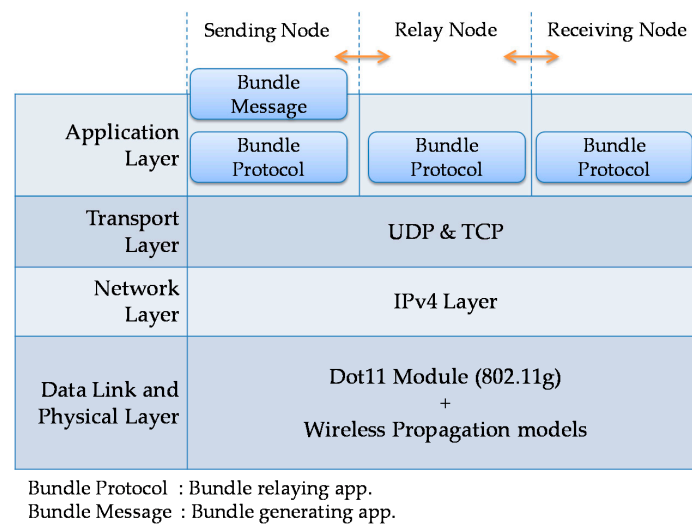 Sending Node
Relay Node
Receiving Node
Bundle
Message
Application
Layer
Bundle
Protocol
Bundle
Protocol
Bundle
Protocol
Transport
Layer
UDP & TCP
Network
Layer
IPv4 Layer
Data Link and
Physical Layer
Dot11 Module (802.11g)
+
Wireless Propagation models
Bundle Protocol : Bundle relaying app.
Bundle Message : Bundle generating app.